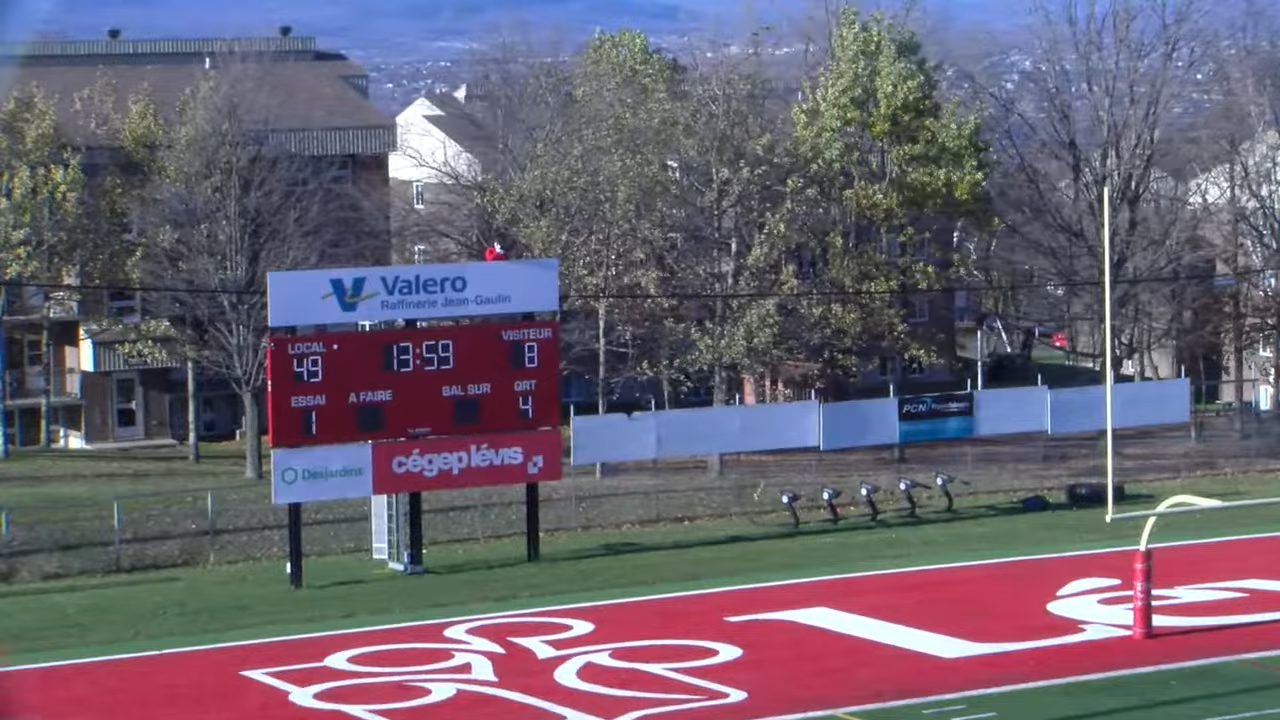 Valero
Raffinerie Jean-Gaulin
LOCAL VISITEUR
49 13:59 8
ESSAI A FAIRE BAL SUR QRT
1 4
Desjardins cégep lévis
PCN
Lé